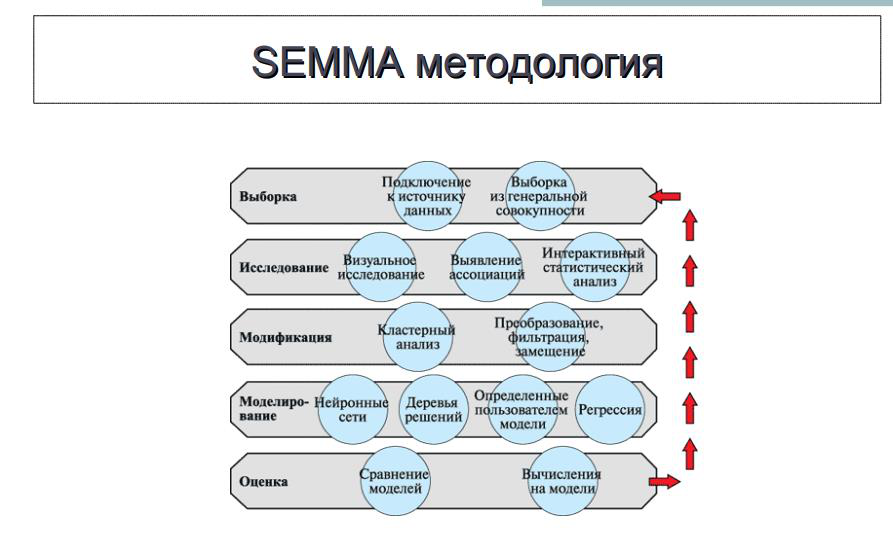 SEMMA методология
Выборка
Подключение
к источнику
данных
Выборка
из генеральной
совокупности
Исследование
Визуальное
исследование
Выявление
ассоциаций
Интерактивный
статистический
анализ
Модификация
Кластерный
анализ
Преобразование,
фильтрация,
замещение
Моделиро-
вание
Нейронные
сети
Деревья
решений
Определенные
пользователем
модели
Регрессия
Оценка
Сравнение
моделей
Вычисления
на модели